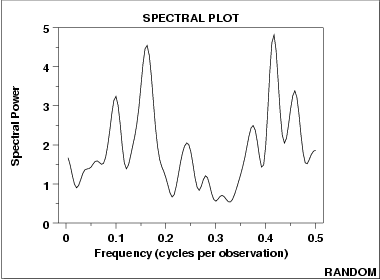 SPECTRAL PLOT
5
4
3
2
1
0
Spectral Power
0 0.1 0.2 0.3 0.4 0.5
Frequency (cycles per observation)
RANDOM